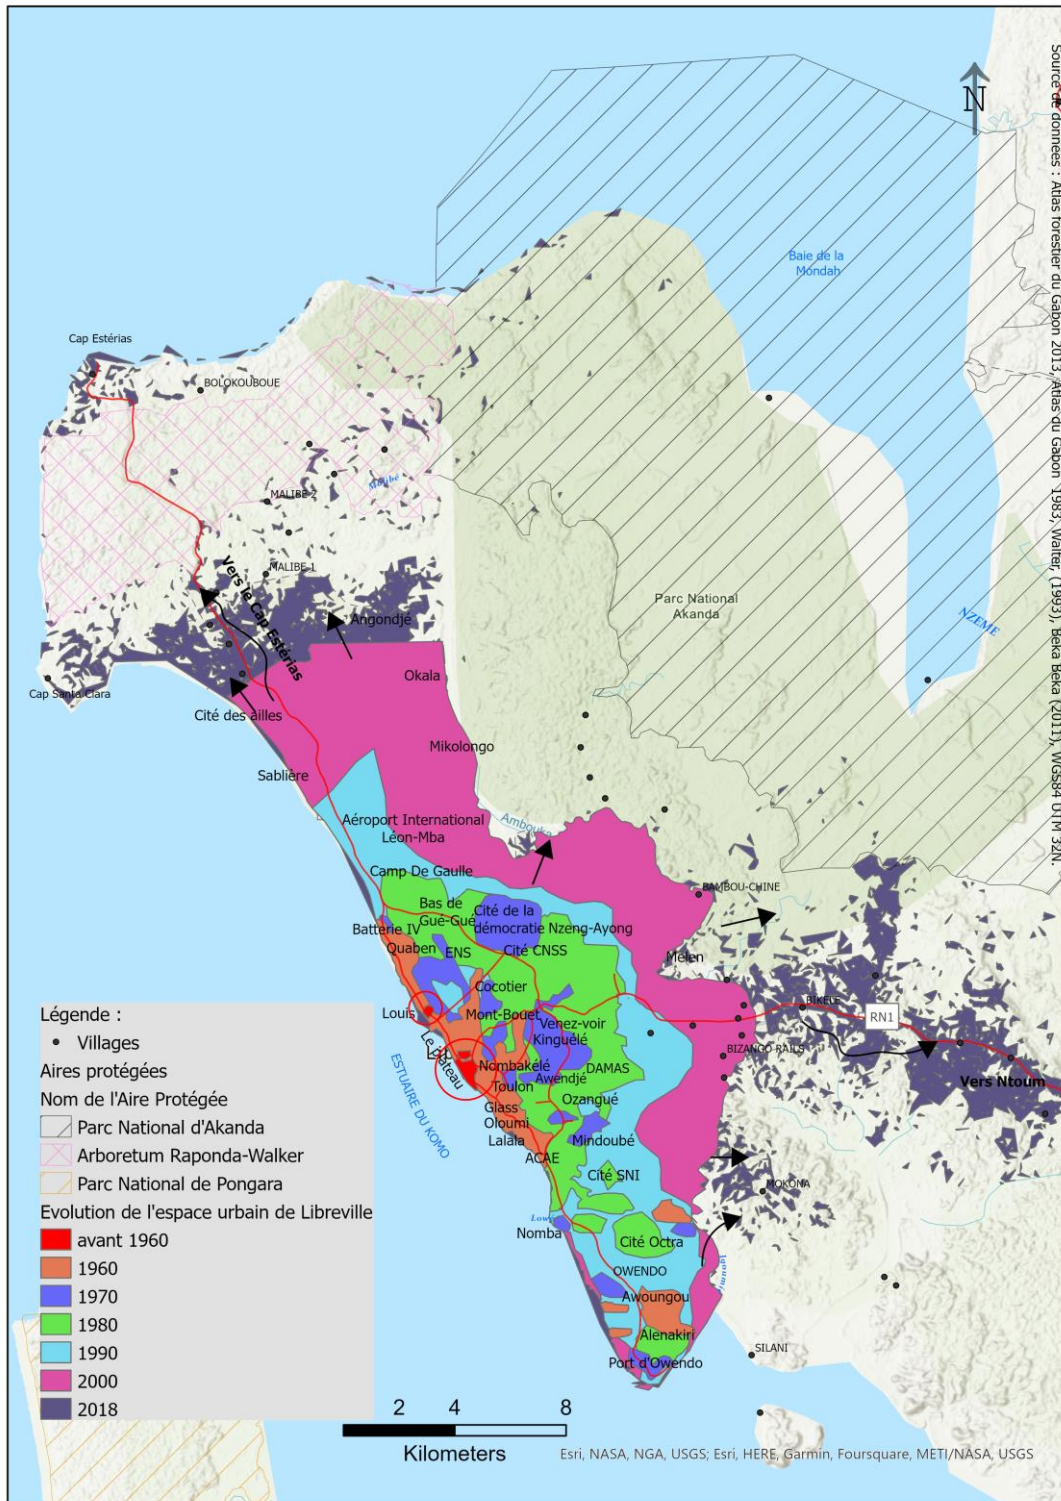 N
Source de données : Atlas forestier du Gabon 2013, Atlas du Gabon 1983, Walter, (1993), Beka Beka (2011), WGS84 UTM 32N.
Baie de la
Mondah
Cap Estérias
BOLOKOUBOUE
Malibé
MALIBE 2
MALIBE 1
Vers le Cap Estérias
Angondjé
Parc National
Akanda
NZEME
Okala
Cap Santa Clara
Cité des ailles
Mikolongo
Sablière
Aéroport International
Léon-Mba
Ambouka
Camp De Gaulle
BAMBOU-CHINE
Bas de
Gué-Gué
Cité de la
démocratie
Nzeng-Ayong
Batterie IV
Quaben
ENS
Cité CNSS
Melen
Cocotier
BIKELE
RN1
Louis
Mont-Bouet
Venez-voir
Kinguélé
BIZANGO-RAILS
Le Plateau
Nombakélé
DAMAS
Vers Ntoum
Toulon
Awendjé
Ozangué
Glass
Oloumi
Lalala
Mindoubé
ACAE
ESTUAIRE DU KOMO
Cité SNI
MOKONA
Lowé
Nomba
Cité Octra
OWENDO
Igoumié
Awoungou
Alenakiri
Port d'Owendo
SILANI
Légende :
Villages
Aires protégées
Nom de l'Aire Protégée
Parc National d'Akanda
Arboretum Raponda-Walker
Parc National de Pongara
Evolution de l'espace urbain de Libreville
avant 1960
1960
1970
1980
1990
2000
2018
2 4 8
Kilometers
Esri, NASA, NGA, USGS; Esri, HERE, Garmin, Foursquare, METI/NASA, USGS